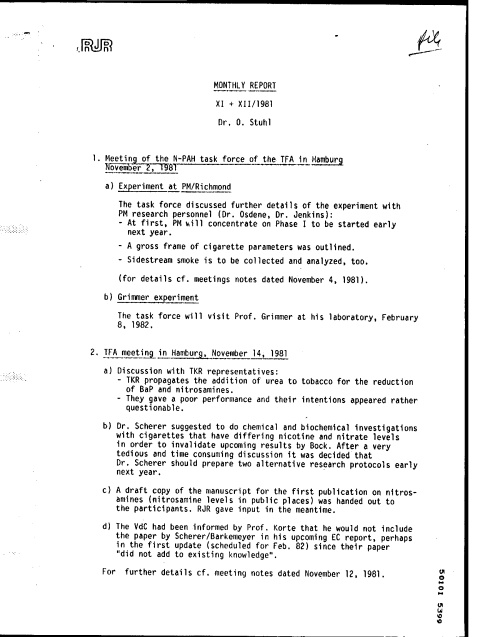 RJR
file
MONTHLY REPORT
XI + XII/1981
Dr. O. Stuhl
1. Meeting of the N-PAH task force of the TFA in Hamburg
November 2, 1981
a) Experiment at PM/Richmond
The task force discussed further details of the experiment with
PM research personnel (Dr. Osdene, Dr. Jenkins):
- At first, PM will concentrate on Phase I to be started early
next year.
- A gross frame of cigarette parameters was outlined.
- Sidestream smoke is to be collected and analyzed, too.
(for details cf. meetings notes dated November 4, 1981).
b) Grimmer experiment
The task force will visit Prof. Grimmer at his laboratory, February
8, 1982.
2. TFA meeting in Hamburg, November 14, 1981
a) Discussion with TKR representatives:
- TKR propagates the addition of urea to tobacco for the reduction
of BaP and nitrosamines.
- They gave a poor performance and their intentions appeared rather
questionable.
b) Dr. Scherer suggested to do chemical and biochemical investigations
with cigarettes that have differing nicotine and nitrate levels
in order to invalidate upcoming results by Bock. After a very
tedious and time consuming discussion it was decided that
Dr. Scherer should prepare two alternative research protocols early
next year.
c) A draft copy of the manuscript for the first publication on nitros-
amines (nitrosamine levels in public places) was handed out to
the participants. RJR gave input in the meantime.
d) The VdC had been informed by Prof. Korte that he would not include
the paper by Scherer/Barkemeyer in his upcoming EC report, perhaps
in the first update (scheduled for Feb. 82) since their paper
"did not add to existing knowledge".
For further details cf. meeting notes dated November 12, 1981.
50101 5399